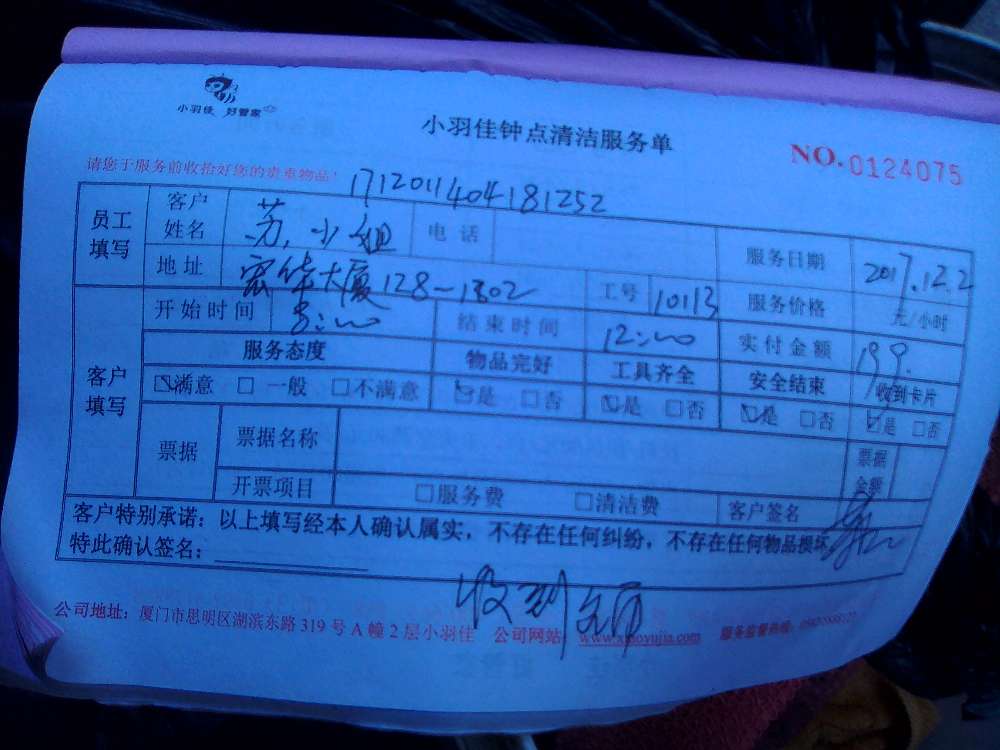 小羽佳 好管家
小羽佳钟点清洁服务单
NO.0124075
请您于服务前收拾好您的贵重物品!
1712011404181252
员工填写 客户姓名 苏小姐 电话 服务日期 2017.12.2
地址 宏华大厦128-1802 工号 10113 服务价格 元/小时
客户填写 开始时间 8:00 结束时间 12:00 实付金额 199.
服务态度 物品完好 工具齐全 安全结束 收到卡片
☑满意 □一般 □不满意 ☑是 □否 ☑是 □否 ☑是 □否 ☑是 □否
票据 票据名称 票据金额
开票项目 □服务费 □清洁费 客户签名
客户特别承诺:以上填写经本人确认属实,不存在任何纠纷,不存在任何物品损坏
特此确认签名:
收到
公司地址:厦门市思明区湖滨东路319号A幢2层小羽佳 公司网站:www.xiaoyujia.com 服务监督热线: